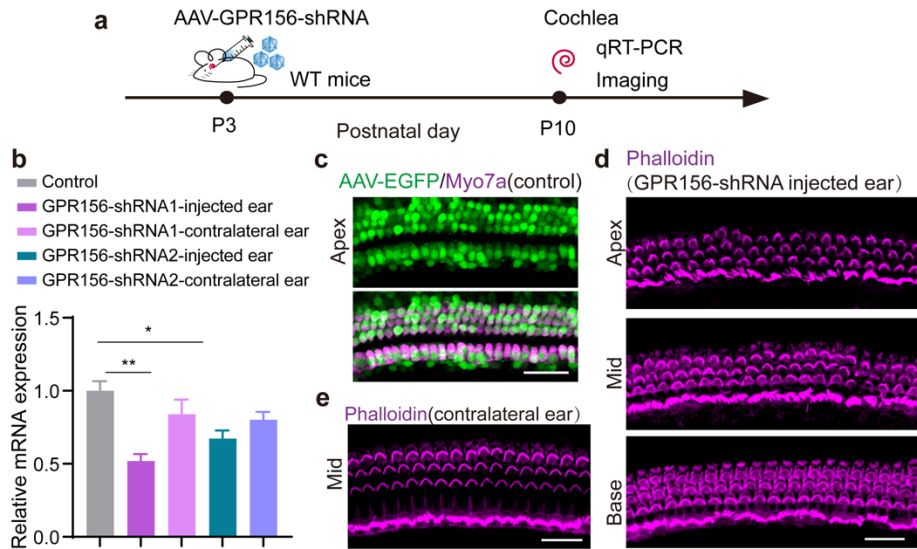 a
AAV-GPR156-shRNA
Cochlea
qRT-PCR
WT mice
Imaging
P3
Postnatal day
P10
b
Control
GPR156-shRNA1-injected ear
GPR156-shRNA1-contralateral ear
GPR156-shRNA2-injected ear
GPR156-shRNA2-contralateral ear
Relative mRNA expression
1.5
1.0
0.5
0.0
*
**
c
AAV-EGFP/Myo7a(control)
Apex
e
Phalloidin(contralateral ear)
Mid
d
Phalloidin
(GPR156-shRNA injected ear)
Apex
Mid
Base